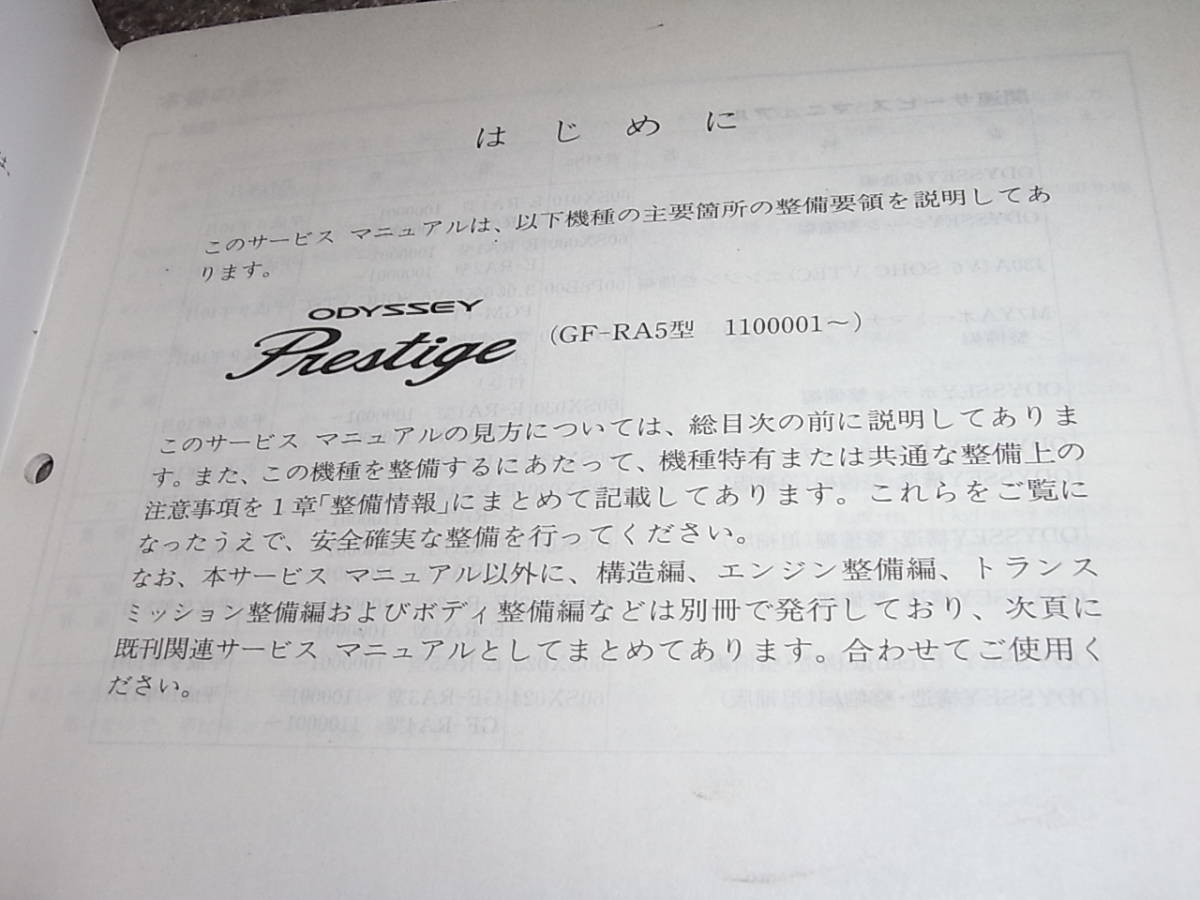 はじめに
このサービス マニュアルは、以下機種の主要箇所の整備要領を説明してあ
ります。
ODYSSEY
Prestige (GF-RA5型 1100001～)
このサービス マニュアルの見方については、総目次の前に説明してありま
す。また、この機種を整備するにあたって、機種特有または共通な整備上の
注意事項を1章「整備情報」にまとめて記載してあります。これらをご覧に
なったうえで、安全確実な整備を行ってください。
なお、本サービス マニュアル以外に、構造編、エンジン整備編、トランス
ミッション整備編およびボディ整備編などは別冊で発行しており、次頁に
既刊関連サービス マニュアルとしてまとめてあります。合わせてご使用く
ださい。